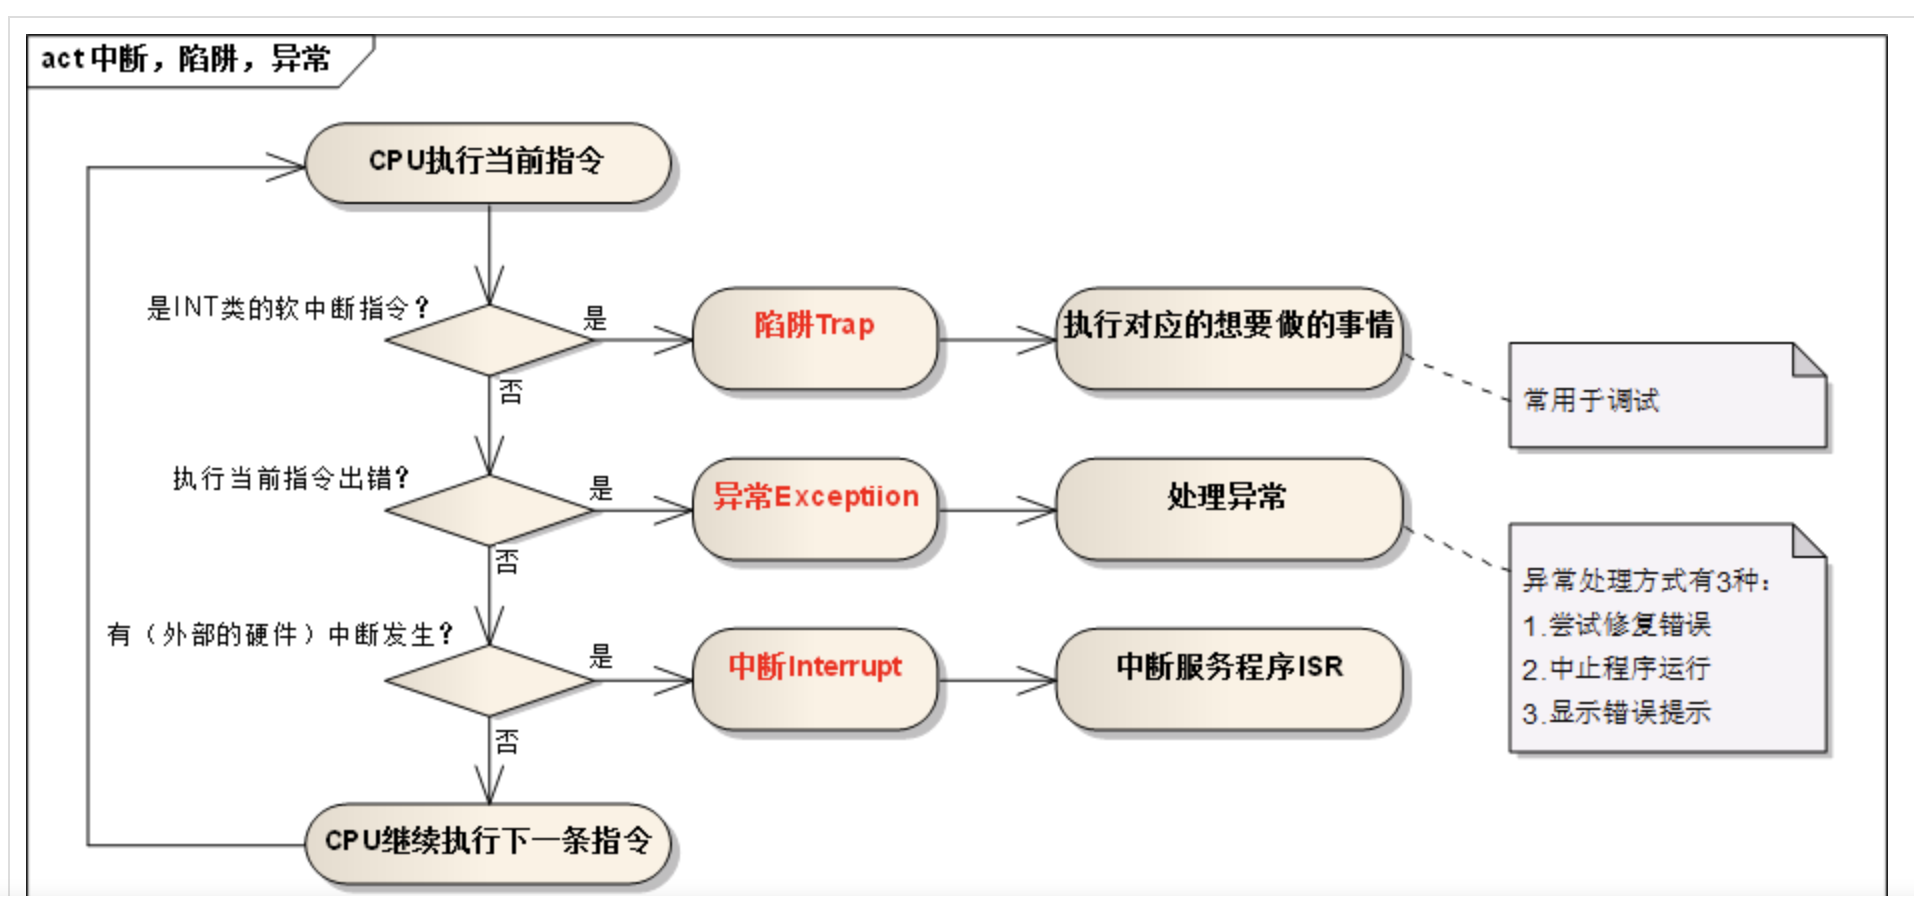 act 中断，陷阱，异常
CPU执行当前指令
是INT类的软中断指令？
是
陷阱Trap
执行对应的想要做的事情
常用于调试
否
执行当前指令出错？
是
异常Exceptiion
处理异常
异常处理方式有3种：
1.尝试修复错误
2.中止程序运行
3.显示错误提示
否
有（外部的硬件）中断发生？
是
中断Interrupt
中断服务程序ISR
否
CPU继续执行下一条指令